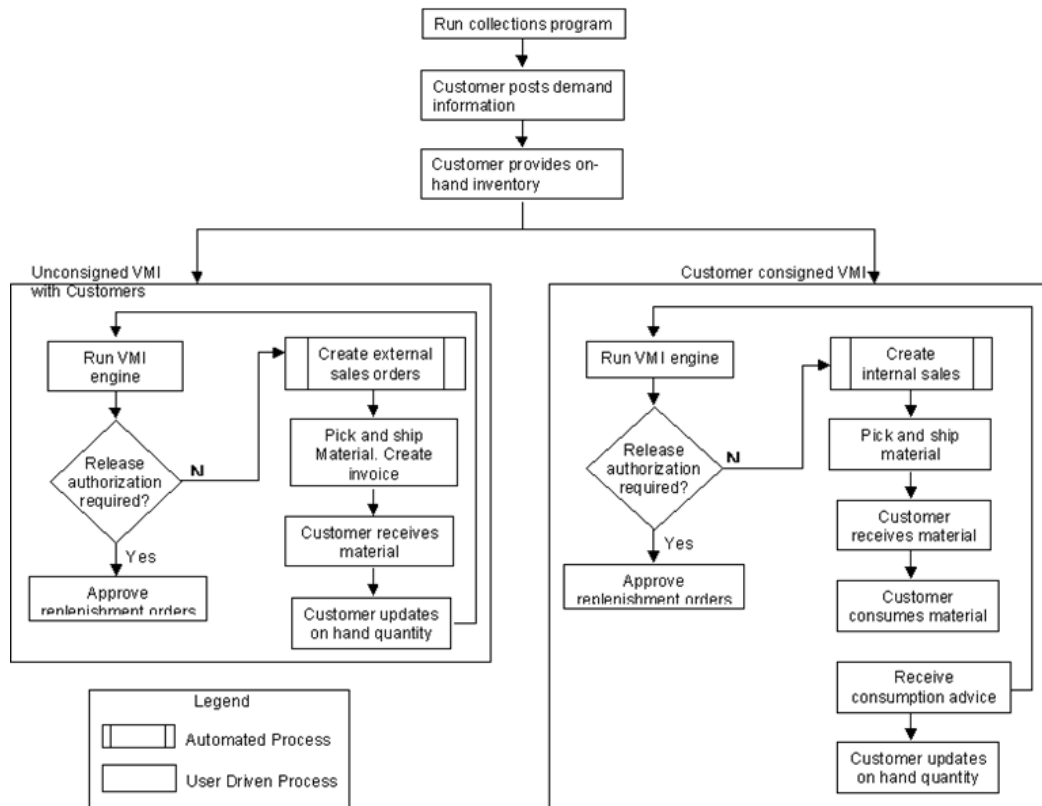 Run collections program
Customer posts demand
information
Customer provides on-
hand inventory
Unconsigned VMI
with Customers
Run VMI
engine
Release
authorization
required?
N
Yes
Approve
replenishment orders
Create external
sales orders
Pick and ship
Material. Create
invoice
Customer receives
material
Customer updates
on hand quantity
Customer consigned VMI
Run VMI engine
Release
authorization
required?
N
Yes
Approve
replenishment orders
Create
internal sales
Pick and ship
material
Customer
receives material
Customer
consumes material
Receive
consumption advice
Customer updates
on hand quantity
Legend
Automated Process
User Driven Process